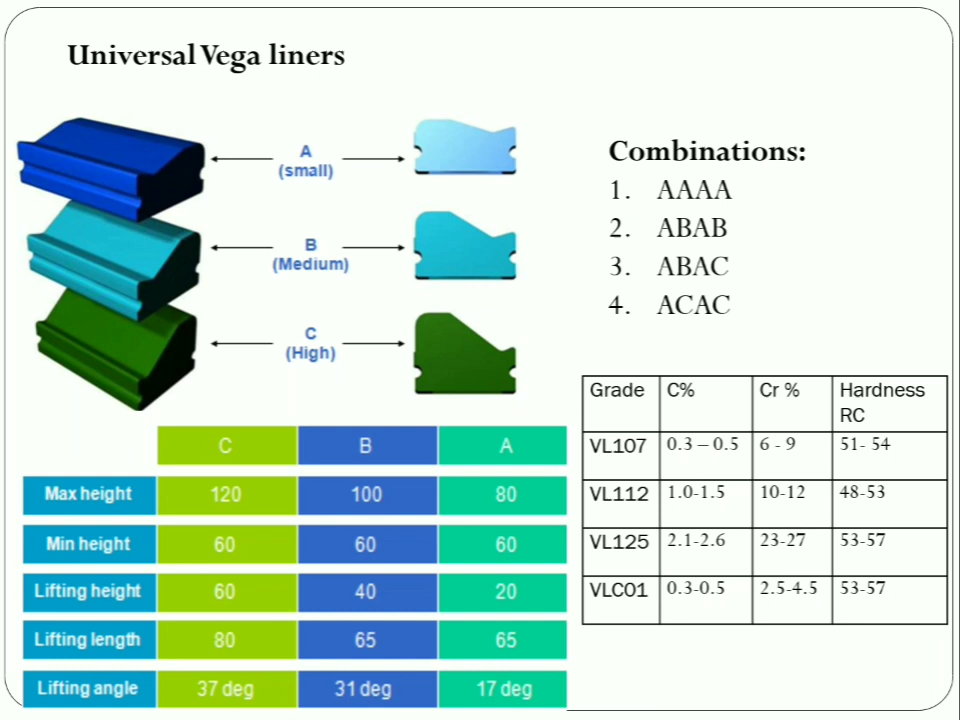 Universal Vega liners
A
(small)
B
(Medium)
C
(High)
Combinations:
1. AAAA
2. ABAB
3. ABAC
4. ACAC
Grade C% Cr % Hardness
RC
VL107 0.3 – 0.5 6 - 9 51- 54
VL112 1.0-1.5 10-12 48-53
VL125 2.1-2.6 23-27 53-57
VLC01 0.3-0.5 2.5-4.5 53-57
C B A
Max height 120 100 80
Min height 60 60 60
Lifting height 60 40 20
Lifting length 80 65 65
Lifting angle 37 deg 31 deg 17 deg